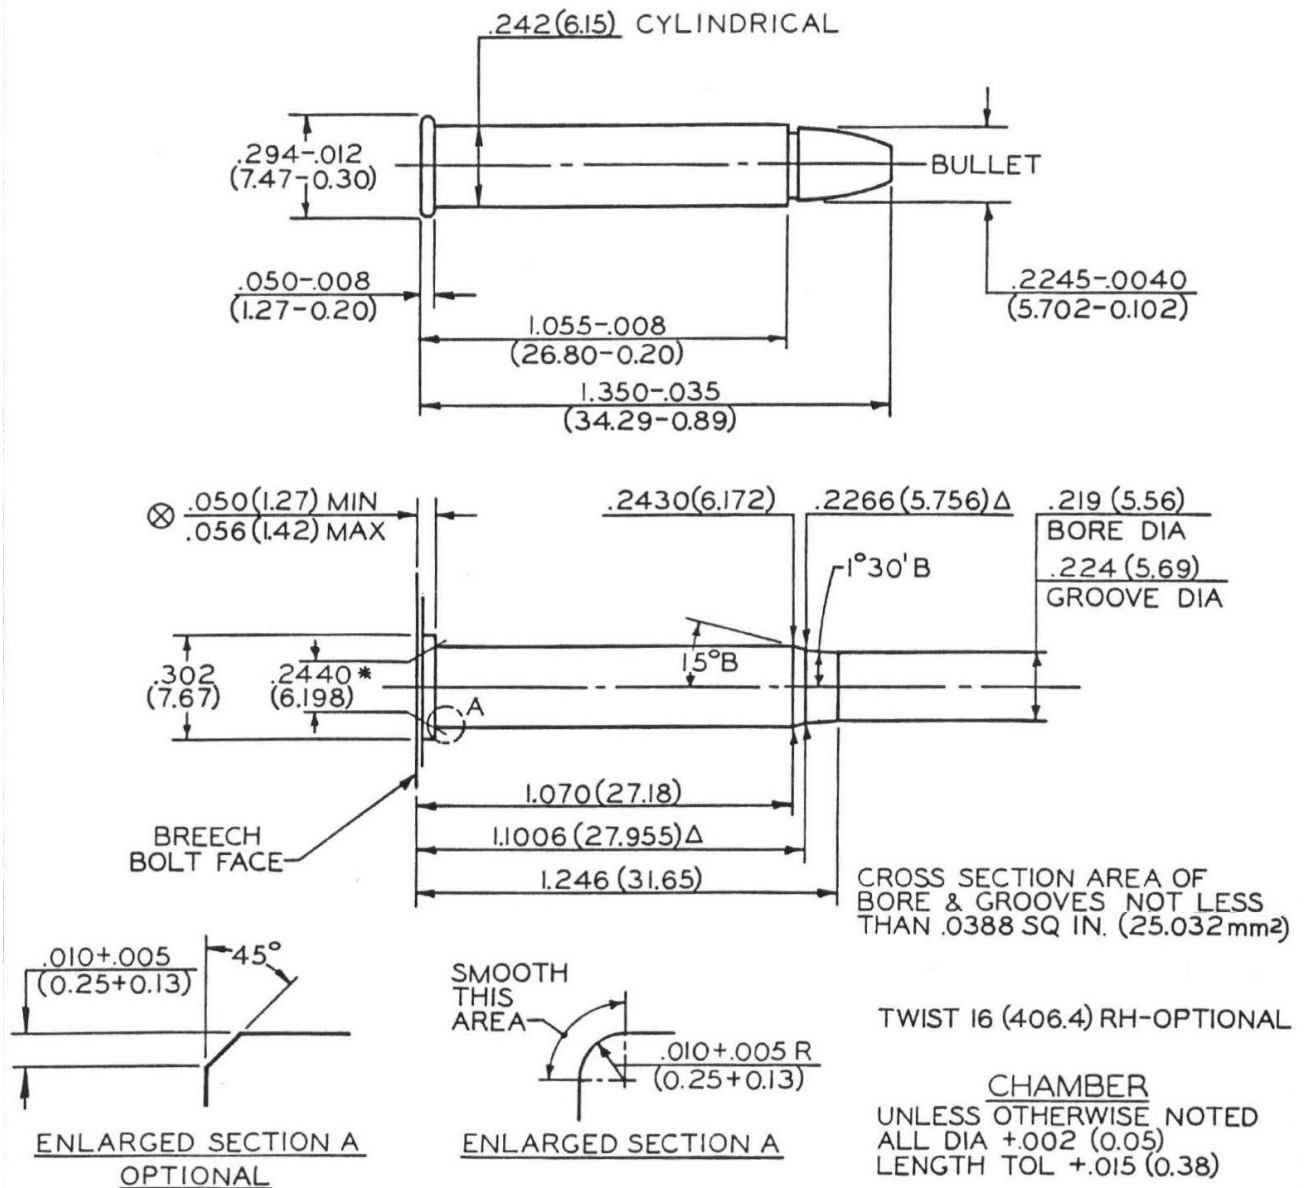 .242(6.15) CYLINDRICAL
.294-.012
(7.47-0.30)
BULLET
.050-.008
(1.27-0.20)
.2245-.0040
(5.702-0.102)
1.055-.008
(26.80-0.20)
1.350-.035
(34.29-0.89)
⊗ .050(1.27) MIN
.056(1.42) MAX
.2430(6.172)
.2266(5.756)Δ
.219 (5.56)
BORE DIA
1°30'B
.224 (5.69)
GROOVE DIA
15°B
.302
(7.67)
.2440*
(6.198)
A
1.070(27.18)
BREECH
BOLT FACE
1.1006(27.955)Δ
1.246 (31.65)
CROSS SECTION AREA OF
BORE & GROOVES NOT LESS
THAN .0388 SQ IN. (25.032mm2)
.010+.005
(0.25+0.13)
45°
SMOOTH
THIS
AREA
.010+.005 R
(0.25+0.13)
TWIST 16 (406.4) RH-OPTIONAL
ENLARGED SECTION A
OPTIONAL
ENLARGED SECTION A
CHAMBER
UNLESS OTHERWISE NOTED
ALL DIA +.002 (0.05)
LENGTH TOL +.015 (0.38)